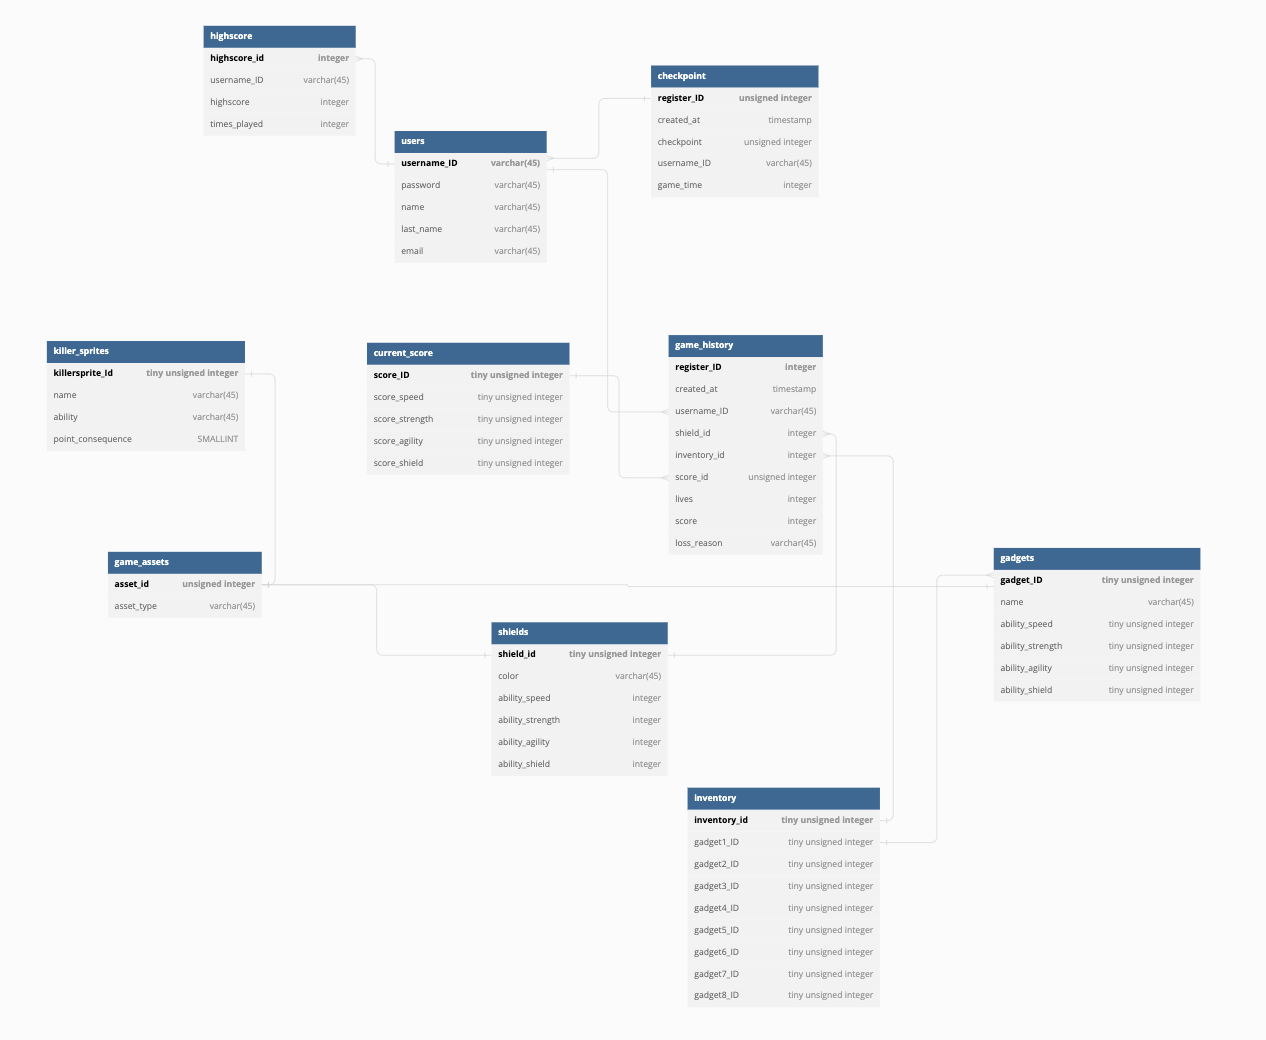 highscore
highscore_id integer
username_ID varchar(45)
highscore integer
times_played integer
checkpoint
register_ID unsigned integer
created_at timestamp
checkpoint unsigned integer
username_ID varchar(45)
game_time integer
users
username_ID varchar(45)
password varchar(45)
name varchar(45)
last_name varchar(45)
email varchar(45)
killer_sprites
killersprite_Id tiny unsigned integer
name varchar(45)
ability varchar(45)
point_consequence SMALLINT
current_score
score_ID tiny unsigned integer
score_speed tiny unsigned integer
score_strength tiny unsigned integer
score_agility tiny unsigned integer
score_shield tiny unsigned integer
game_history
register_ID integer
created_at timestamp
username_ID varchar(45)
shield_id integer
inventory_id integer
score_id unsigned integer
lives integer
score integer
loss_reason varchar(45)
game_assets
asset_id unsigned integer
asset_type varchar(45)
gadgets
gadget_ID tiny unsigned integer
name varchar(45)
ability_speed tiny unsigned integer
ability_strength tiny unsigned integer
ability_agility tiny unsigned integer
ability_shield tiny unsigned integer
shields
shield_id tiny unsigned integer
color varchar(45)
ability_speed integer
ability_strength integer
ability_agility integer
ability_shield integer
inventory
inventory_id tiny unsigned integer
gadget1_ID tiny unsigned integer
gadget2_ID tiny unsigned integer
gadget3_ID tiny unsigned integer
gadget4_ID tiny unsigned integer
gadget5_ID tiny unsigned integer
gadget6_ID tiny unsigned integer
gadget7_ID tiny unsigned integer
gadget8_ID tiny unsigned integer